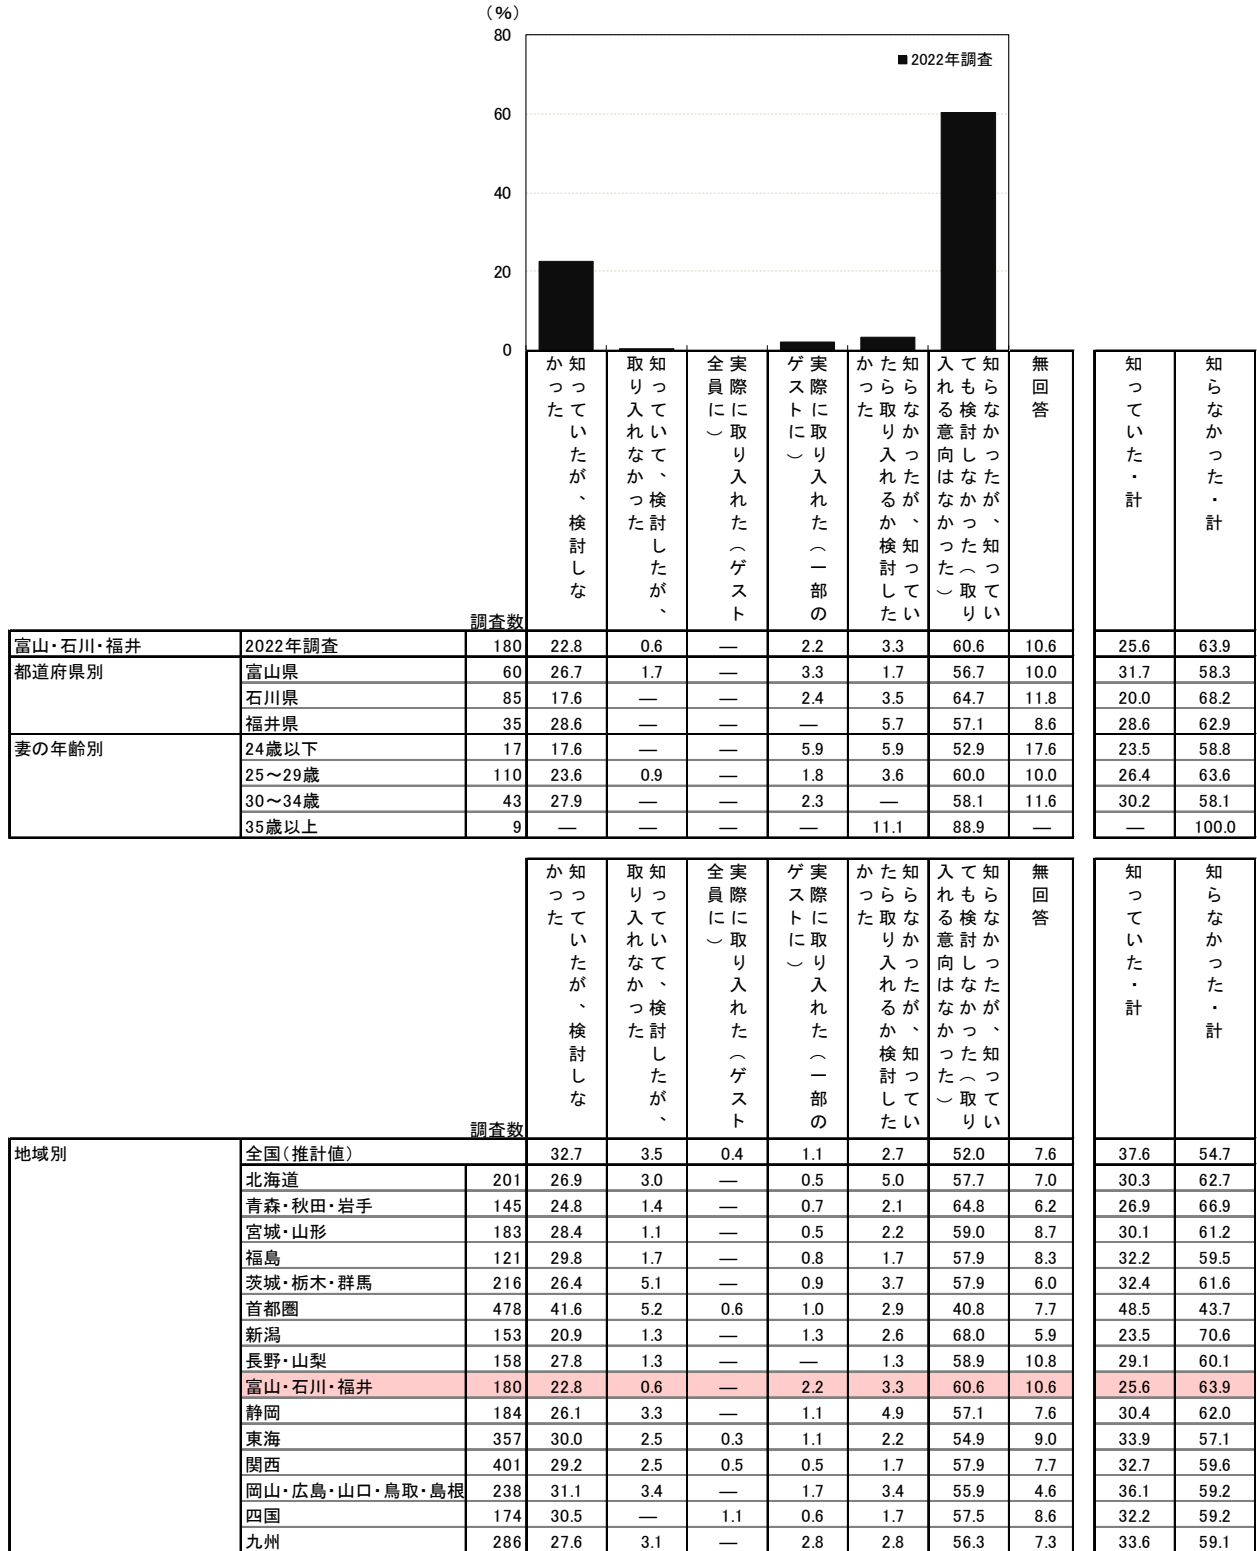 （%）
80
■2022年調査
60
40
20
0
知っていたが、検討しな
かった
知っていて、検討したが、
取り入れなかった
実際に取り入れた（ゲスト
全員に）
実際に取り入れた（一部の
ゲストに）
知らなかったが、知ってい
たら取り入れるか検討した
かった
知らなかったが、知ってい
ても検討しなかった（取り
入れる意向はなかった）
無回答
知っていた・計
知らなかった・計
調査数
富山・石川・福井 2022年調査 180 22.8 0.6 ― ― 2.2 3.3 60.6 10.6 25.6 63.9
都道府県別 富山県 60 26.7 1.7 ― 3.3 1.7 56.7 10.0 31.7 58.3
石川県 85 17.6 ― ― 2.4 3.5 64.7 11.8 20.0 68.2
福井県 35 28.6 ― ― ― 5.7 57.1 8.6 28.6 62.9
妻の年齢別 24歳以下 17 17.6 ― ― 5.9 5.9 52.9 17.6 23.5 58.8
25～29歳 110 23.6 0.9 ― 1.8 3.6 60.0 10.0 26.4 63.6
30～34歳 43 27.9 ― ― 2.3 ― 58.1 11.6 30.2 58.1
35歳以上 9 ― ― ― ― 11.1 88.9 ― ― 100.0
知っていたが、検討しな
かった
知っていて、検討したが、
取り入れなかった
実際に取り入れた（ゲスト
全員に）
実際に取り入れた（一部の
ゲストに）
知らなかったが、知ってい
たら取り入れるか検討した
かった
知らなかったが、知ってい
ても検討しなかった（取り
入れる意向はなかった）
無回答
知っていた・計
知らなかった・計
調査数
地域別 全国（推計値） 32.7 3.5 0.4 1.1 2.7 52.0 7.6 37.6 54.7
北海道 201 26.9 3.0 ― 0.5 5.0 57.7 7.0 30.3 62.7
青森・秋田・岩手 145 24.8 1.4 ― 0.7 2.1 64.8 6.2 26.9 66.9
宮城・山形 183 28.4 1.1 ― 0.5 2.2 59.0 8.7 30.1 61.2
福島 121 29.8 1.7 ― 0.8 1.7 57.9 8.3 32.2 59.5
茨城・栃木・群馬 216 26.4 5.1 ― 0.9 3.7 57.9 6.0 32.4 61.6
首都圏 478 41.6 5.2 0.6 1.0 2.9 40.8 7.7 48.5 43.7
新潟 153 20.9 1.3 ― 1.3 2.6 68.0 5.9 23.5 70.6
長野・山梨 158 27.8 1.3 ― ― 1.3 58.9 10.8 29.1 60.1
富山・石川・福井 180 22.8 0.6 ― 2.2 3.3 60.6 10.6 25.6 63.9
静岡 184 26.1 3.3 ― 1.1 4.9 57.1 7.6 30.4 62.0
東海 357 30.0 2.5 0.3 1.1 2.2 54.9 9.0 33.9 57.1
関西 401 29.2 2.5 0.5 0.5 1.7 57.9 7.7 32.7 59.6
岡山・広島・山口・鳥取・島根 238 31.1 3.4 ― 1.7 3.4 55.9 4.6 36.1 59.2
四国 174 30.5 ― 1.1 0.6 1.7 57.5 8.6 32.2 59.2
九州 286 27.6 3.1 ― 2.8 2.8 56.3 7.3 33.6 59.1